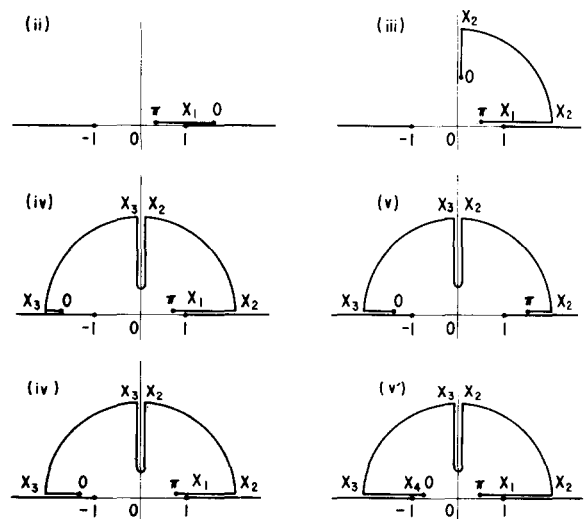 (ii)
π X₁ 0
-1 0 1
(iii)
X₂
0
π X₁ X₂
-1 0 1
(iv)
X₃ X₂
X₃ 0 π X₁ X₂
-1 0 1
(v)
X₃ X₂
X₃ 0 π X₂
-1 0 1
(iv)
X₃ X₂
X₃ 0 π X₁ X₂
-1 0 1
(v')
X₃ X₂
X₃ X₄ 0 π X₁ X₂
-1 0 1